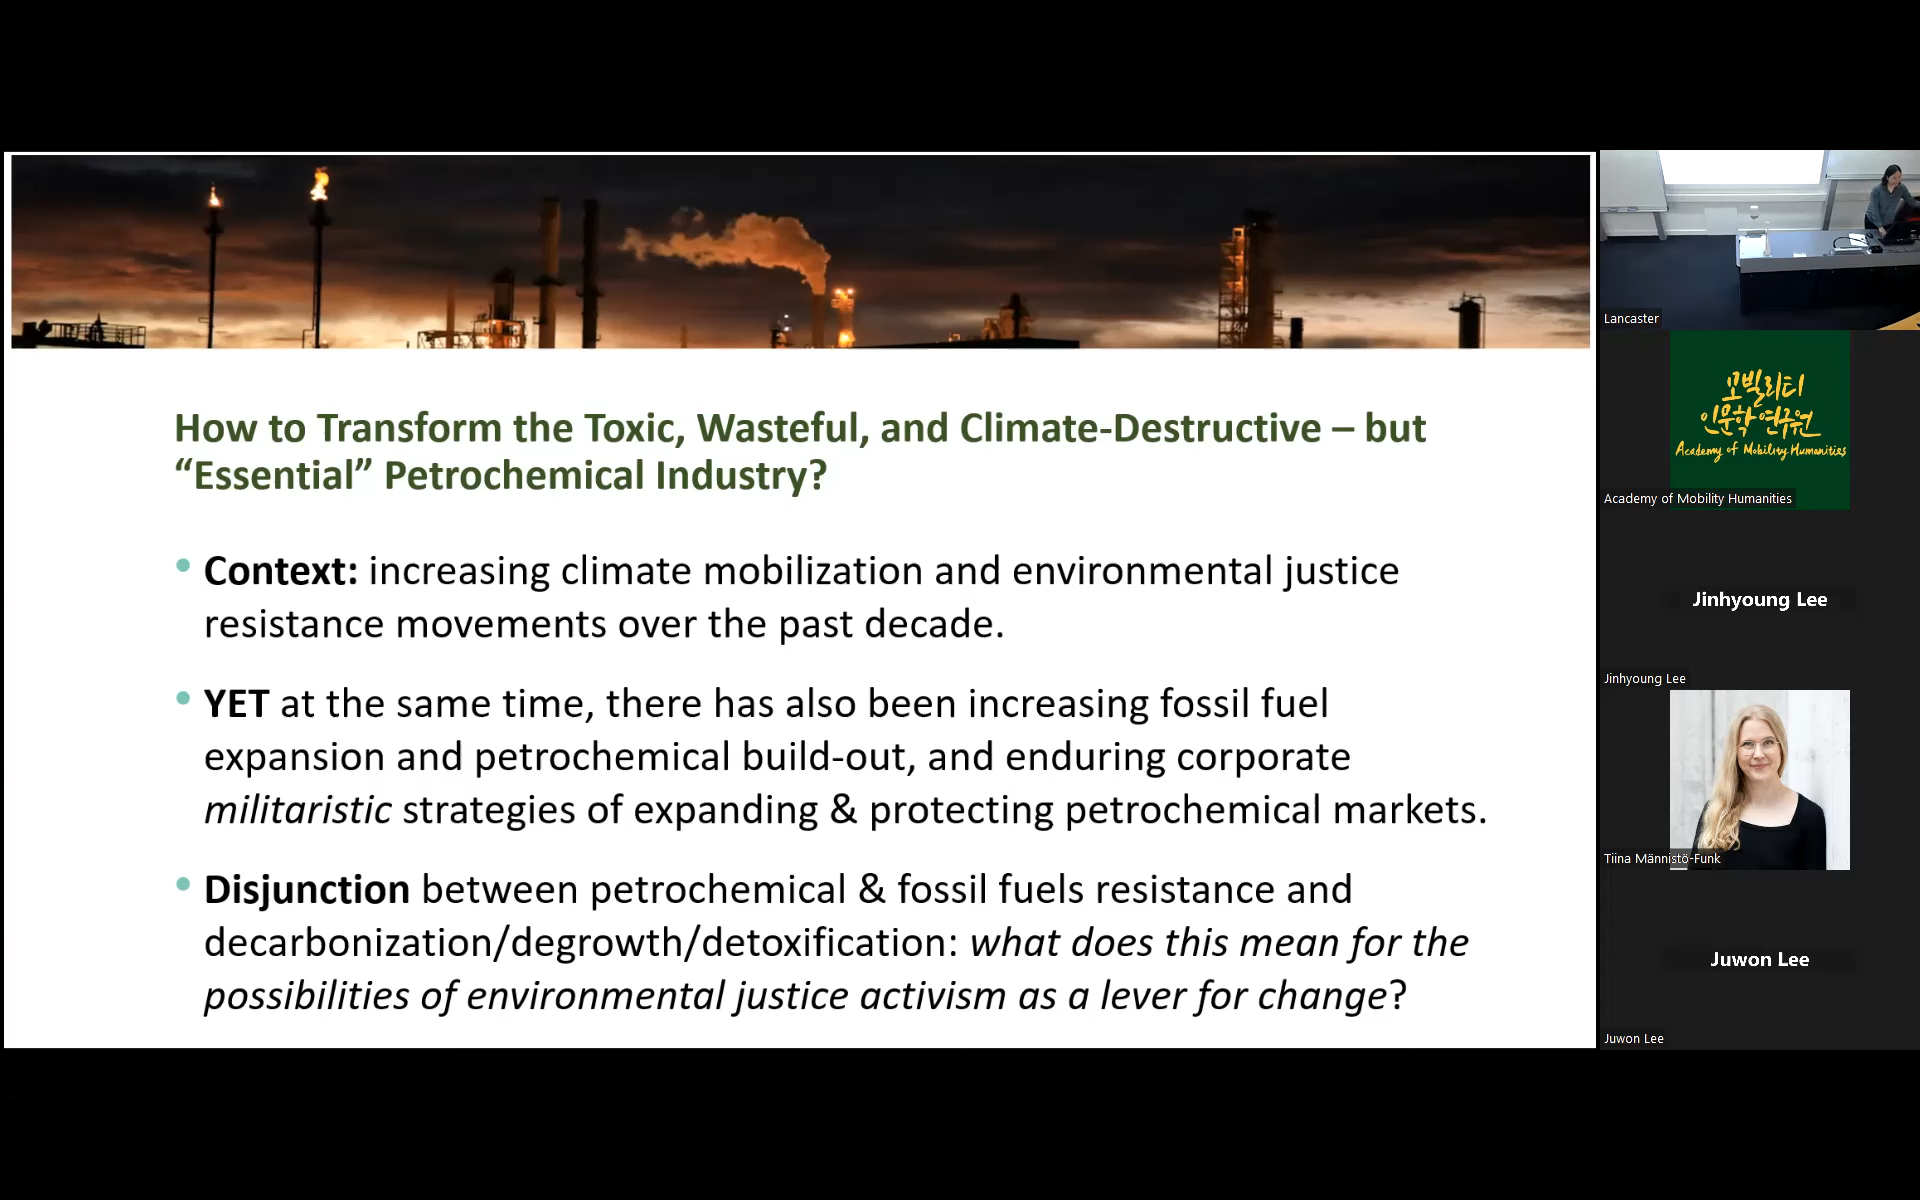 How to Transform the Toxic, Wasteful, and Climate-Destructive – but
“Essential” Petrochemical Industry?
• Context: increasing climate mobilization and environmental justice
resistance movements over the past decade.
• YET at the same time, there has also been increasing fossil fuel
expansion and petrochemical build-out, and enduring corporate
militaristic strategies of expanding & protecting petrochemical markets.
• Disjunction between petrochemical & fossil fuels resistance and
decarbonization/degrowth/detoxification: what does this mean for the
possibilities of environmental justice activism as a lever for change?
Lancaster
모빌리티
인문학 연구원
Academy of Mobility Humanities
Academy of Mobility Humanities
Jinhyoung Lee
Jinhyoung Lee
Tiina Männistö-Funk
Juwon Lee
Juwon Lee